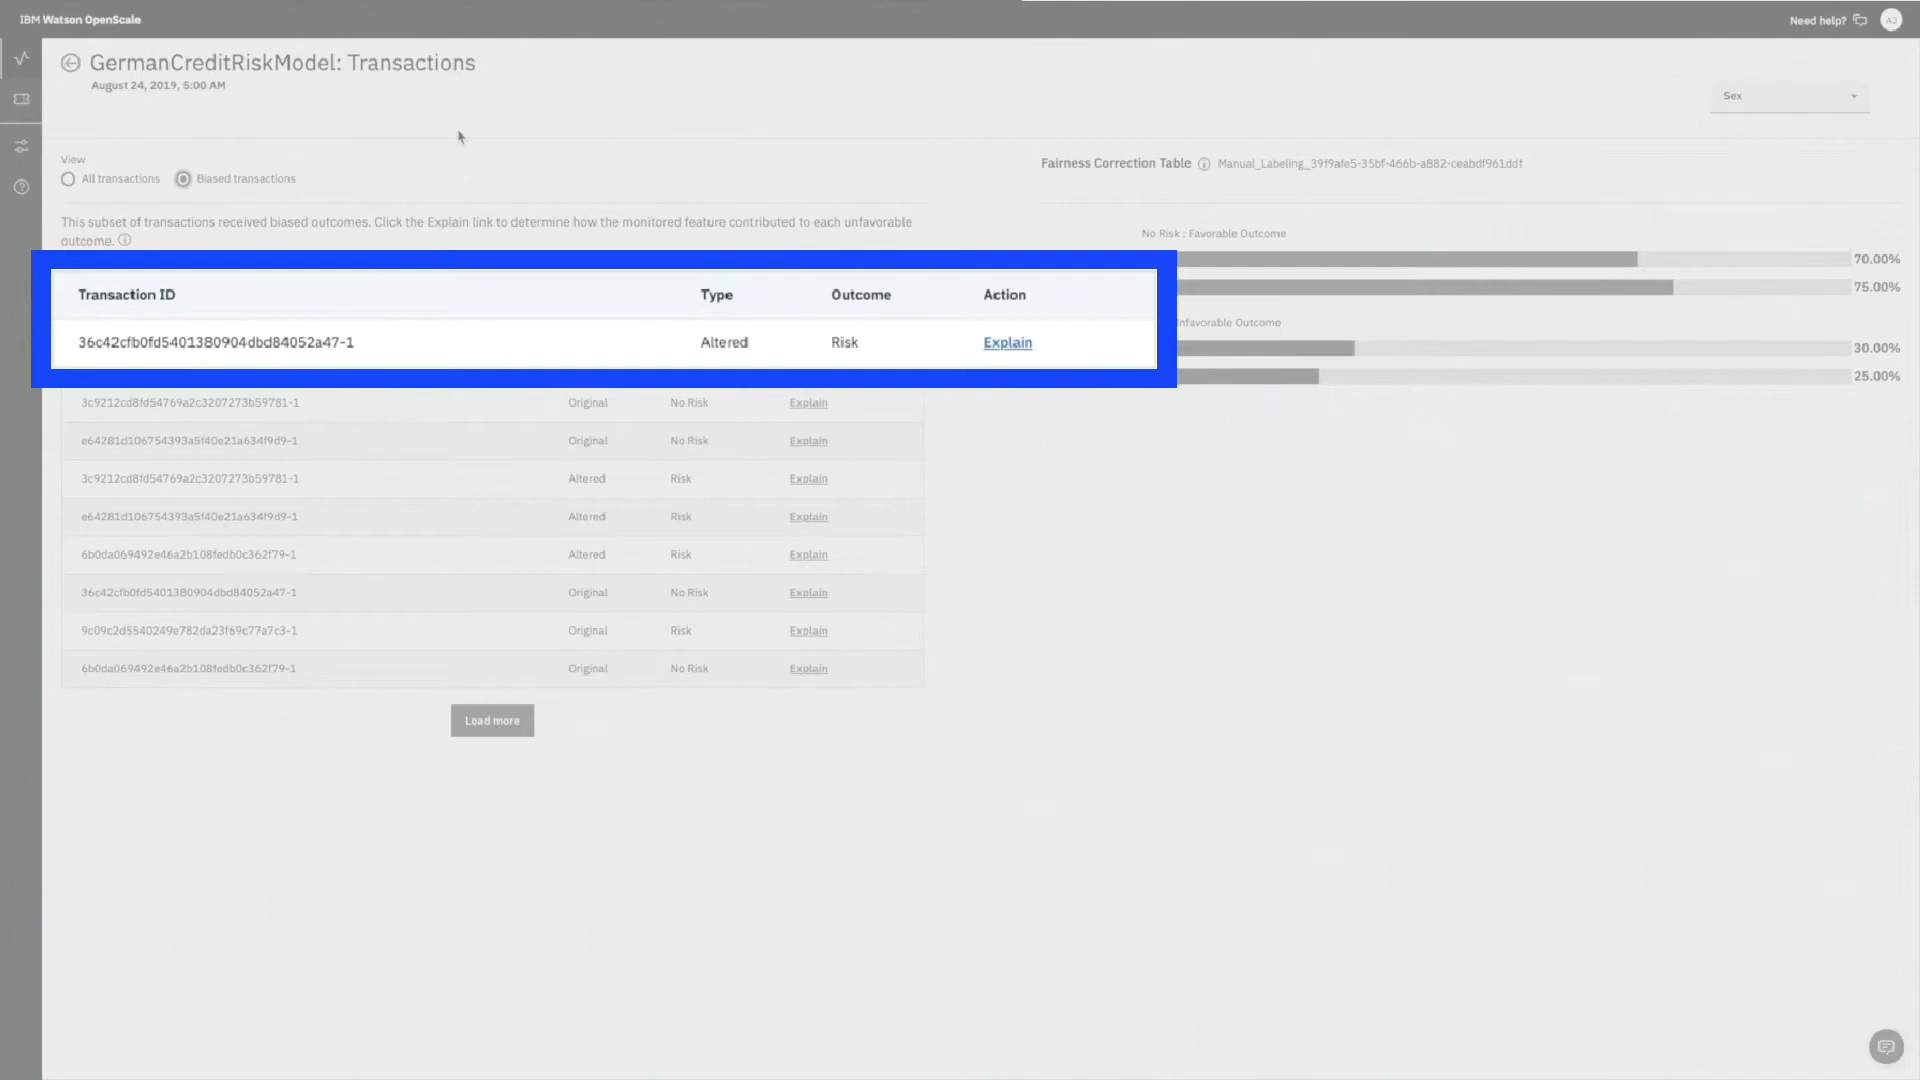 IBM Watson OpenScale
Need help?
AJ
GermanCreditRiskModel: Transactions
August 24, 2019, 5:00 AM
Sex
View
All transactions
Biased transactions
This subset of transactions received biased outcomes. Click the Explain link to determine how the monitored feature contributed to each unfavorable
outcome.
Transaction ID Type Outcome Action
36c42cfb0fd5401380904dbd84052a47-1 Altered Risk Explain
3c9212cd8fd54769a2c3207273b59781-1 Original No Risk Explain
e64281d106754393a5f40e21a634f9d9-1 Original No Risk Explain
3c9212cd8fd54769a2c3207273b59781-1 Altered Risk Explain
e64281d106754393a5f40e21a634f9d9-1 Altered Risk Explain
6b0da069492e46a2b108fedb0c362f79-1 Altered Risk Explain
36c42cfb0fd5401380904dbd84052a47-1 Original No Risk Explain
9c09c2d5540249e782da23f69c77a7c3-1 Original Risk Explain
6b0da069492e46a2b108fedb0c362f79-1 Original No Risk Explain
Load more
Fairness Correction Table Manual_Labeling_39f9afe5-35bf-466b-a882-ceabdf961ddf
No Risk : Favorable Outcome
70.00%
75.00%
nfavorable Outcome
30.00%
25.00%